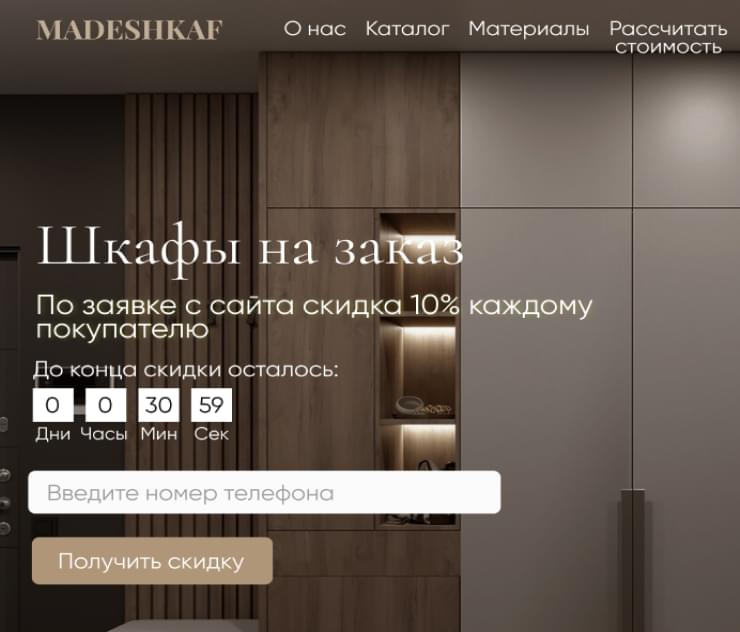 MADESHKAF
О нас Каталог Материалы Рассчитать
стоимость
Шкафы на заказ
По заявке с сайта скидка 10% каждому
покупателю
До конца скидки осталось:
0 0 30 59
Дни Часы Мин Сек
Введите номер телефона
Получить скидку